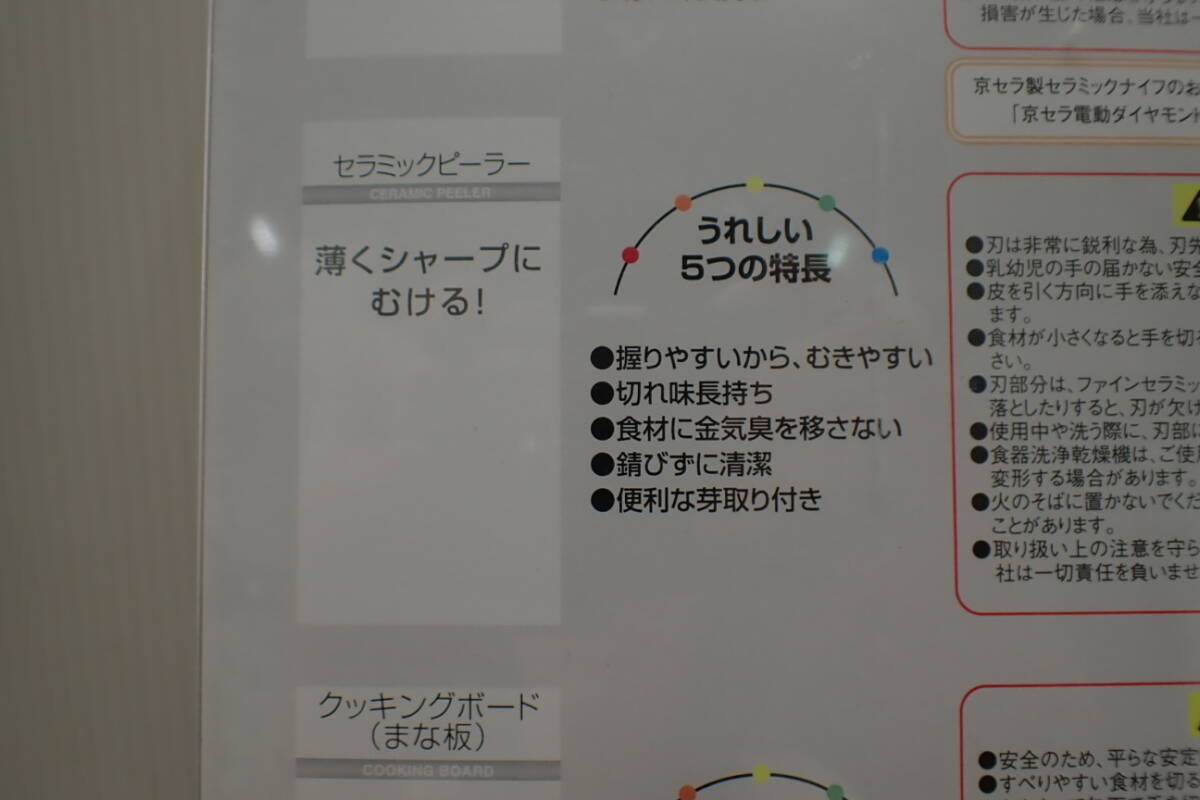 損害が生じた場合、当社は一
京セラ製セラミックナイフのお
「京セラ電動ダイヤモンド
セラミックピーラー
CERAMIC PEELER
薄くシャープに
むける!
うれしい
5つの特長
●握りやすいから、むきやすい
●切れ味長持ち
●食材に金気臭を移さない
●錆びずに清潔
●便利な芽取り付き
●刃は非常に鋭利な為、刃先
●乳幼児の手の届かない安全
●皮を引く方向に手を添えな
ます。
●食材が小さくなると手を切る
さい。
●刃部分は、ファインセラミッ
落としたりすると、刃が欠け
●使用中や洗う際に、刃部に
●食器洗浄乾燥機は、ご使用
変形する場合があります。
●火のそばに置かないでくだ
ことがあります。
●取り扱い上の注意を守ら
社は一切責任を負いませ
クッキングボード
(まな板)
COOKING BOARD
●安全のため、平らな安定
●すべりやすい食材を切る